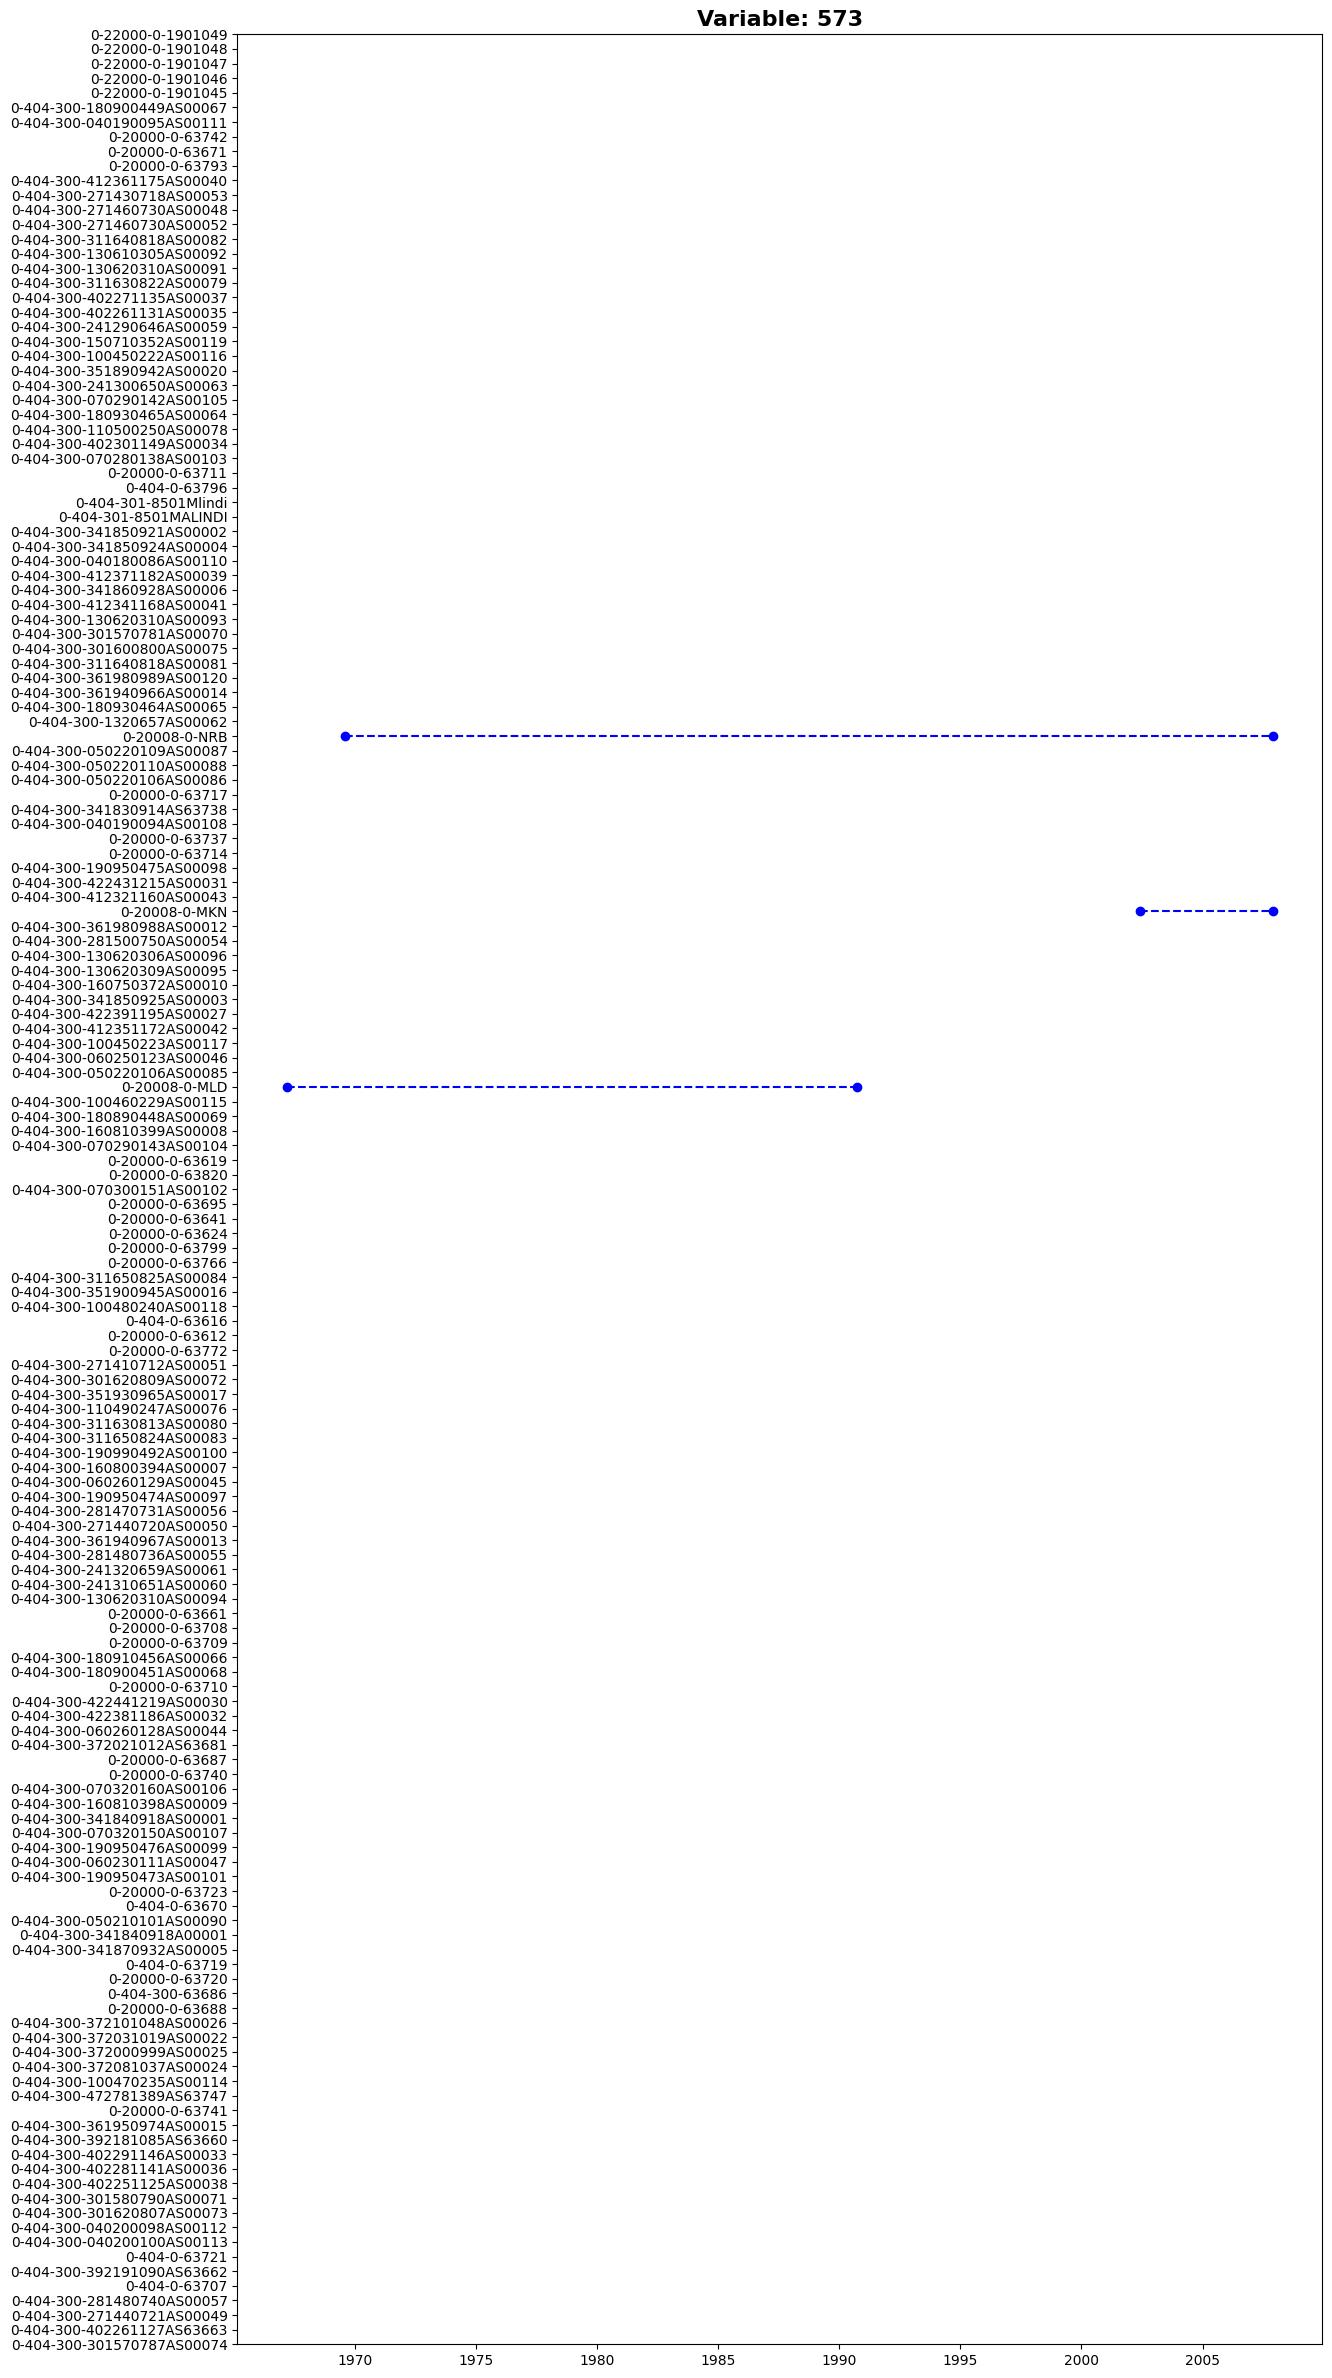 Variable: 573
0-22000-0-1901049
0-22000-0-1901048
0-22000-0-1901047
0-22000-0-1901046
0-22000-0-1901045
0-404-300-180900449AS00067
0-404-300-040190095AS00111
0-20000-0-63742
0-20000-0-63671
0-20000-0-63793
0-404-300-412361175AS00040
0-404-300-271430718AS00053
0-404-300-271460730AS00048
0-404-300-271460730AS00052
0-404-300-311640818AS00082
0-404-300-130610305AS00092
0-404-300-130620310AS00091
0-404-300-311630822AS00079
0-404-300-402271135AS00037
0-404-300-402261131AS00035
0-404-300-241290646AS00059
0-404-300-150710352AS00119
0-404-300-100450222AS00116
0-404-300-351890942AS00020
0-404-300-241300650AS00063
0-404-300-070290142AS00105
0-404-300-180930465AS00064
0-404-300-110500250AS00078
0-404-300-402301149AS00034
0-404-300-070280138AS00103
0-20000-0-63711
0-404-0-63796
0-404-301-8501Mlindi
0-404-301-8501MALINDI
0-404-300-341850921AS00002
0-404-300-341850924AS00004
0-404-300-040180086AS00110
0-404-300-412371182AS00039
0-404-300-341860928AS00006
0-404-300-412341168AS00041
0-404-300-130620310AS00093
0-404-300-301570781AS00070
0-404-300-301600800AS00075
0-404-300-311640818AS00081
0-404-300-361980989AS00120
0-404-300-361940966AS00014
0-404-300-180930464AS00065
0-404-300-1320657AS00062
0-20008-0-NRB
0-404-300-050220109AS00087
0-404-300-050220110AS00088
0-404-300-050220106AS00086
0-20000-0-63717
0-404-300-341830914AS63738
0-404-300-040190094AS00108
0-20000-0-63737
0-20000-0-63714
0-404-300-190950475AS00098
0-404-300-422431215AS00031
0-404-300-412321160AS00043
0-20008-0-MKN
0-404-300-361980988AS00012
0-404-300-281500750AS00054
0-404-300-130620306AS00096
0-404-300-130620309AS00095
0-404-300-160750372AS00010
0-404-300-341850925AS00003
0-404-300-422391195AS00027
0-404-300-412351172AS00042
0-404-300-100450223AS00117
0-404-300-060250123AS00046
0-404-300-050220106AS00085
0-20008-0-MLD
0-404-300-100460229AS00115
0-404-300-180890448AS00069
0-404-300-160810399AS00008
0-404-300-070290143AS00104
0-20000-0-63619
0-20000-0-63820
0-404-300-070300151AS00102
0-20000-0-63695
0-20000-0-63641
0-20000-0-63624
0-20000-0-63799
0-20000-0-63766
0-404-300-311650825AS00084
0-404-300-351900945AS00016
0-404-300-100480240AS00118
0-404-0-63616
0-20000-0-63612
0-20000-0-63772
0-404-300-271410712AS00051
0-404-300-301620809AS00072
0-404-300-351930965AS00017
0-404-300-110490247AS00076
0-404-300-311630813AS00080
0-404-300-311650824AS00083
0-404-300-190990492AS00100
0-404-300-160800394AS00007
0-404-300-060260129AS00045
0-404-300-190950474AS00097
0-404-300-281470731AS00056
0-404-300-271440720AS00050
0-404-300-361940967AS00013
0-404-300-281480736AS00055
0-404-300-241320659AS00061
0-404-300-241310651AS00060
0-404-300-130620310AS00094
0-20000-0-63661
0-20000-0-63708
0-20000-0-63709
0-404-300-180910456AS00066
0-404-300-180900451AS00068
0-20000-0-63710
0-404-300-422441219AS00030
0-404-300-422381186AS00032
0-404-300-060260128AS00044
0-404-300-372021012AS63681
0-20000-0-63687
0-20000-0-63740
0-404-300-070320160AS00106
0-404-300-160810398AS00009
0-404-300-341840918AS00001
0-404-300-070320150AS00107
0-404-300-190950476AS00099
0-404-300-060230111AS00047
0-404-300-190950473AS00101
0-20000-0-63723
0-404-0-63670
0-404-300-050210101AS00090
0-404-300-341840918A00001
0-404-300-341870932AS00005
0-404-0-63719
0-20000-0-63720
0-404-300-63686
0-20000-0-63688
0-404-300-372101048AS00026
0-404-300-372031019AS00022
0-404-300-372000999AS00025
0-404-300-372081037AS00024
0-404-300-100470235AS00114
0-404-300-472781389AS63747
0-20000-0-63741
0-404-300-361950974AS00015
0-404-300-392181085AS63660
0-404-300-402291146AS00033
0-404-300-402281141AS00036
0-404-300-402251125AS00038
0-404-300-301580790AS00071
0-404-300-301620807AS00073
0-404-300-040200098AS00112
0-404-300-040200100AS00113
0-404-0-63721
0-404-300-392191090AS63662
0-404-0-63707
0-404-300-281480740AS00057
0-404-300-271440721AS00049
0-404-300-402261127AS63663
0-404-300-301570787AS00074
1970 1975 1980 1985 1990 1995 2000 2005